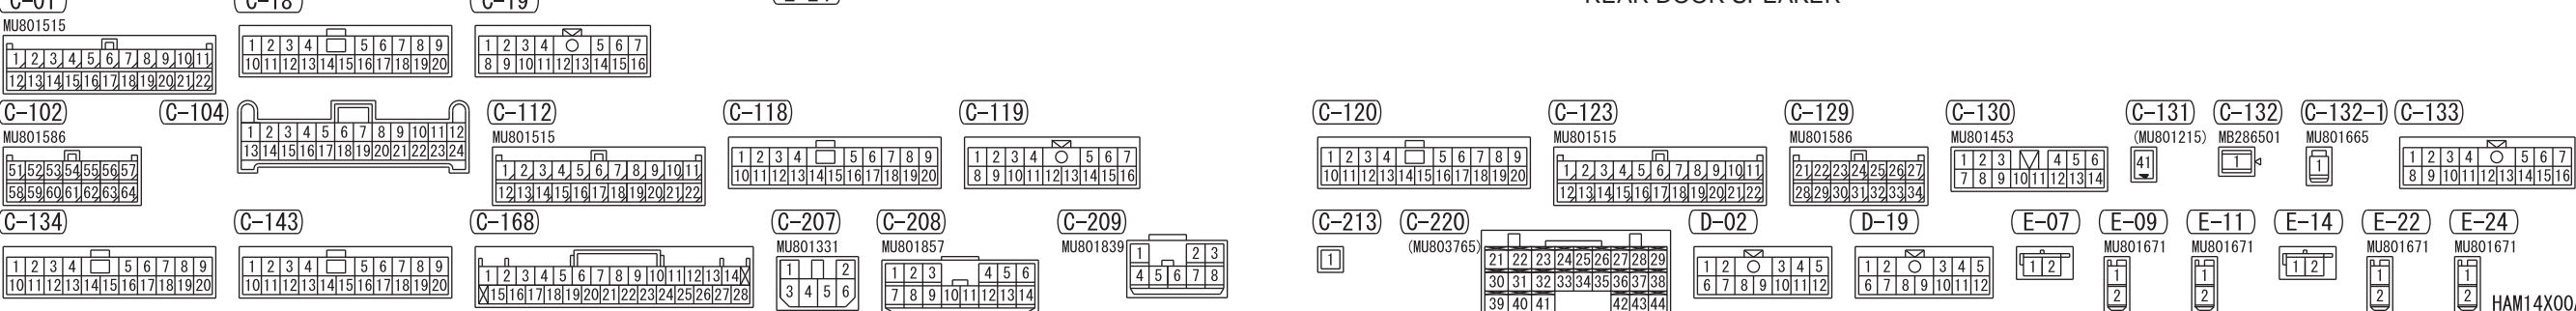 C-01
C-18
C-19
REAR DOOR SPEAKER
MU801515
1 2 3 4 5 6 7 8 9 10 11
12 13 14 15 16 17 18 19 20 21 22
1 2 3 4 5 6 7 8 9
10 11 12 13 14 15 16 17 18 19 20
1 2 3 4 5 6 7
8 9 10 11 12 13 14 15 16
C-102
MU801586
51 52 53 54 55 56 57
58 59 60 61 62 63 64
C-104
1 2 3 4 5 6 7 8 9 10 11 12
13 14 15 16 17 18 19 20 21 22 23 24
C-112
MU801515
1 2 3 4 5 6 7 8 9 10 11
12 13 14 15 16 17 18 19 20 21 22
C-118
1 2 3 4 5 6 7 8 9
10 11 12 13 14 15 16 17 18 19 20
C-119
1 2 3 4 5 6 7
8 9 10 11 12 13 14 15 16
C-120
1 2 3 4 5 6 7 8 9
10 11 12 13 14 15 16 17 18 19 20
C-123
MU801515
1 2 3 4 5 6 7 8 9 10 11
12 13 14 15 16 17 18 19 20 21 22
C-129
MU801586
21 22 23 24 25 26 27
28 29 30 31 32 33 34
C-130
MU801453
1 2 3 4 5 6
7 8 9 10 11 12 13 14
C-131
(MU801215)
41
C-132
MB286501
1
C-132-1
MU801665
1
C-133
1 2 3 4 5 6 7
8 9 10 11 12 13 14 15 16
C-134
1 2 3 4 5 6 7 8 9
10 11 12 13 14 15 16 17 18 19 20
C-143
1 2 3 4 5 6 7 8 9
10 11 12 13 14 15 16 17 18 19 20
C-168
1 2 3 4 5 6 7 8 9 10 11 12 13 14
15 16 17 18 19 20 21 22 23 24 25 26 27 28
C-207
MU801331
1 2
3 4 5 6
C-208
MU801857
1 2 3 4 5 6
7 8 9 10 11 12 13 14
C-209
MU801839
1 2 3
4 5 6 7 8
C-213
1
C-220
(MU803765)
21 22 23 24 25 26 27 28 29
30 31 32 33 34 35 36 37 38
39 40 41 42 43 44
D-02
1 2 3 4 5
6 7 8 9 10 11 12
D-19
1 2 3 4 5
6 7 8 9 10 11 12
E-07
1 2
E-09
MU801671
1
2
E-11
MU801671
1
2
E-14
1 2
E-22
MU801671
1
2
E-24
MU801671
1
2
HAM14X00